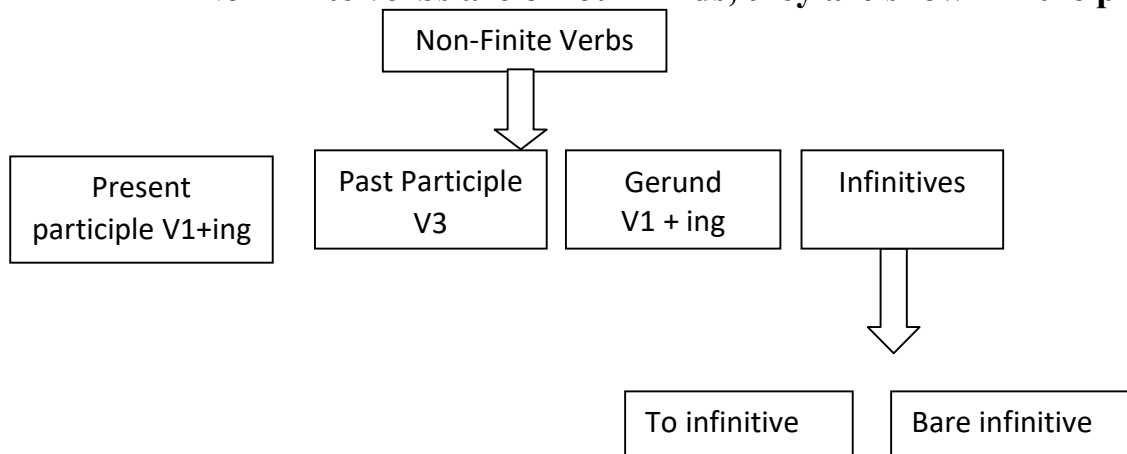 Non-Finite Verbs
Present
participle V1+ing
Past Participle
V3
Gerund
V1 + ing
Infinitives
To infinitive
Bare infinitive